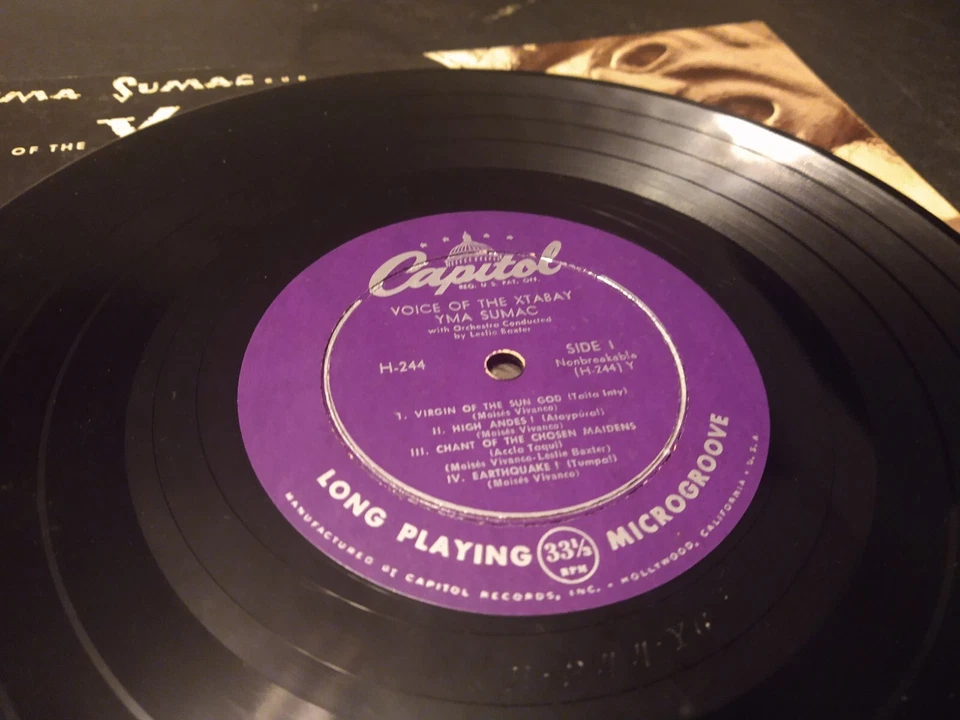 YMA SUMAC...
OF THE
Capitol
REG. U.S. PAT. OFF.
VOICE OF THE XTABAY
YMA SUMAC
with Orchestra Conducted
by Leslie Baxter
H-244
SIDE 1
Nonbreakable
(H-244) Y
I. VIRGIN OF THE SUN GOD (Taita Inty)
(Moisés Vivanco)
II. HIGH ANDES! (Ataypúra!)
(Moisés Vivanco)
III. CHANT OF THE CHOSEN MAIDENS
(Accla Taqui)
(Moisés Vivanco-Leslie Baxter)
IV. EARTHQUAKE! (Tumpa!)
(Moisés Vivanco)
LONG PLAYING 33⅓ RPM MICROGROOVE
MANUFACTURED BY CAPITOL RECORDS, INC. • HOLLYWOOD, CALIFORNIA • U.S.A.